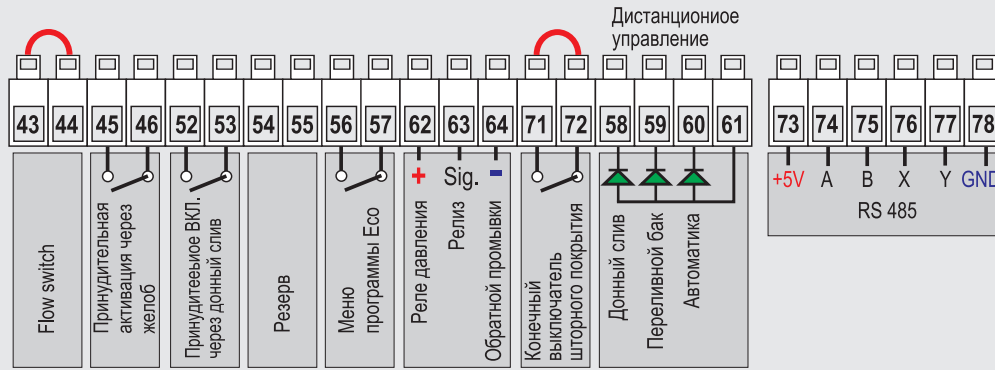 Дистанциониое
управление
43 44 45 46 52 53 54 55 56 57 62 63 64 71 72 58 59 60 61 73 74 75 76 77 78
Flow switch
Принудительная
активация через
желоб
Принудитееьиое ВКЛ.
через донный слив
Резерв
Меню
программы Eco
+ Sig. -
Реле давления
Релиз
Обратной промывки
Конечный
выключатель
шторного покрытия
Донный слив
Переливной бак
Автоматика
+5V A B X Y GND
RS 485